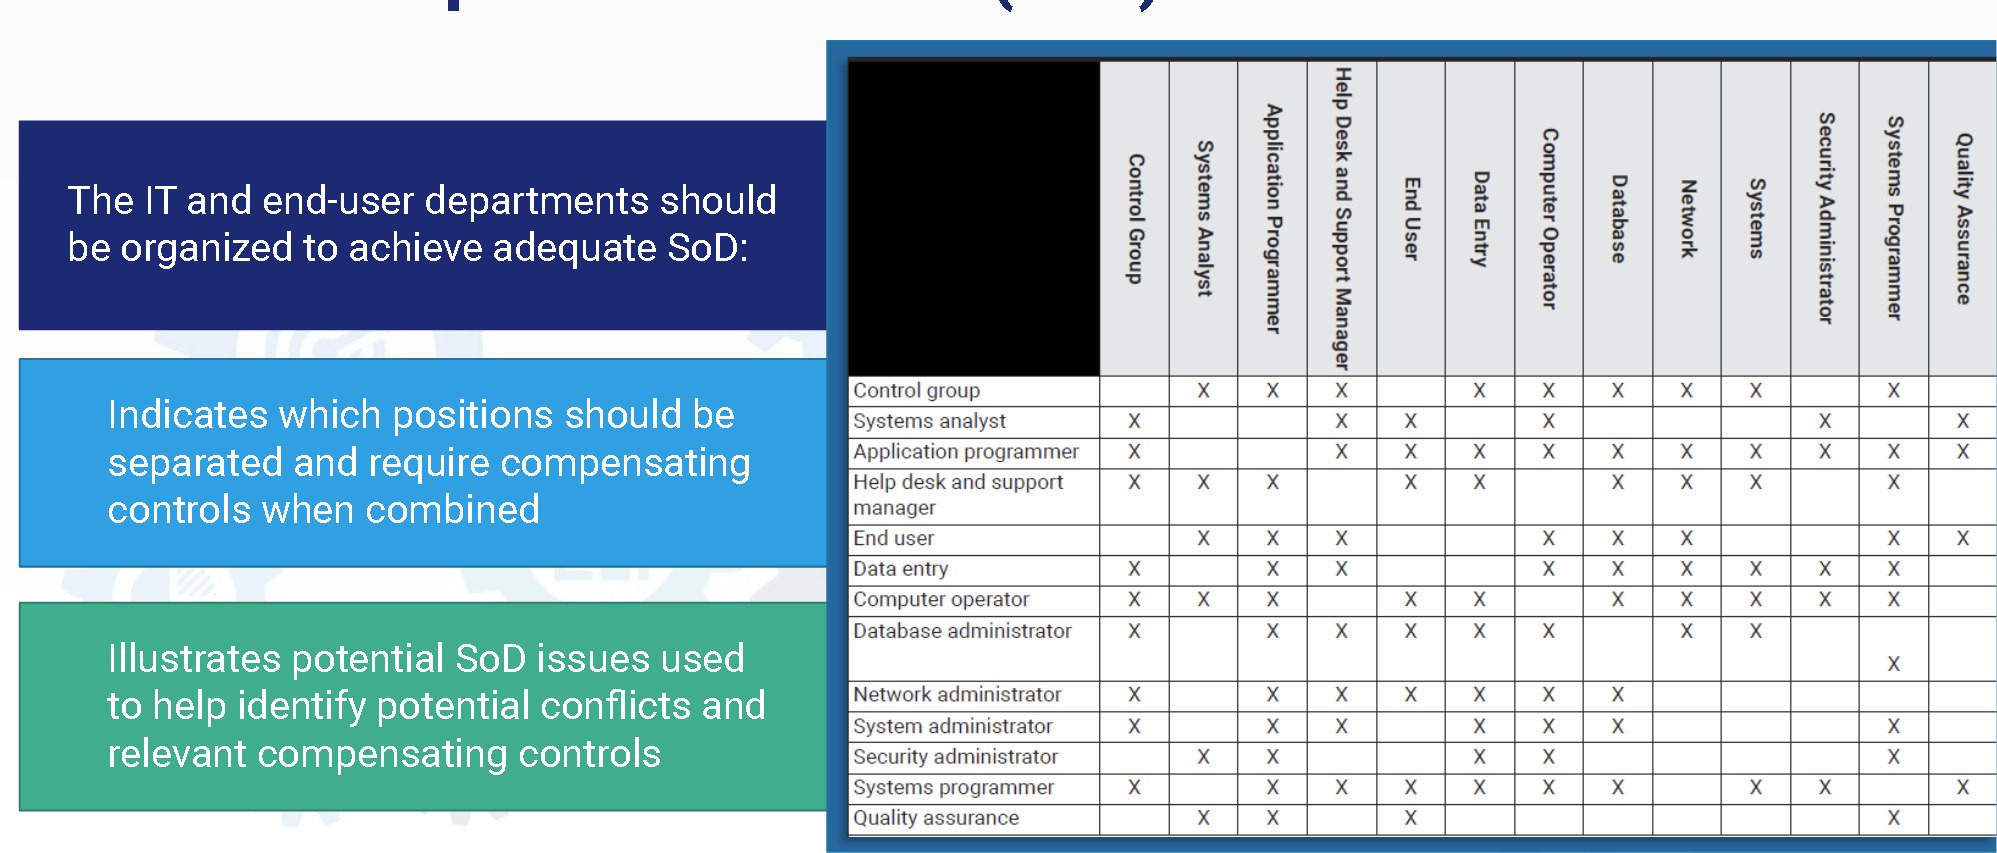 The IT and end-user departments should
be organized to achieve adequate SoD:
Indicates which positions should be
separated and require compensating
controls when combined
Illustrates potential SoD issues used
to help identify potential conflicts and
relevant compensating controls
Control Group
Systems Analyst
Application Programmer
Help Desk and Support Manager
End User
Data Entry
Computer Operator
Database
Network
Systems
Security Administrator
Systems Programmer
Quality Assurance
Control group X X X X X X X X X
Systems analyst X X X X X X
Application programmer X X X X X X X X X X X
Help desk and support X X X X X X X X X
manager
End user X X X X X X X X
Data entry X X X X X X X X X
Computer operator X X X X X X X X X X
Database administrator X X X X X X X X
X
Network administrator X X X X X X X
System administrator X X X X X X X
Security administrator X X X X X
Systems programmer X X X X X X X X X X
Quality assurance X X X X